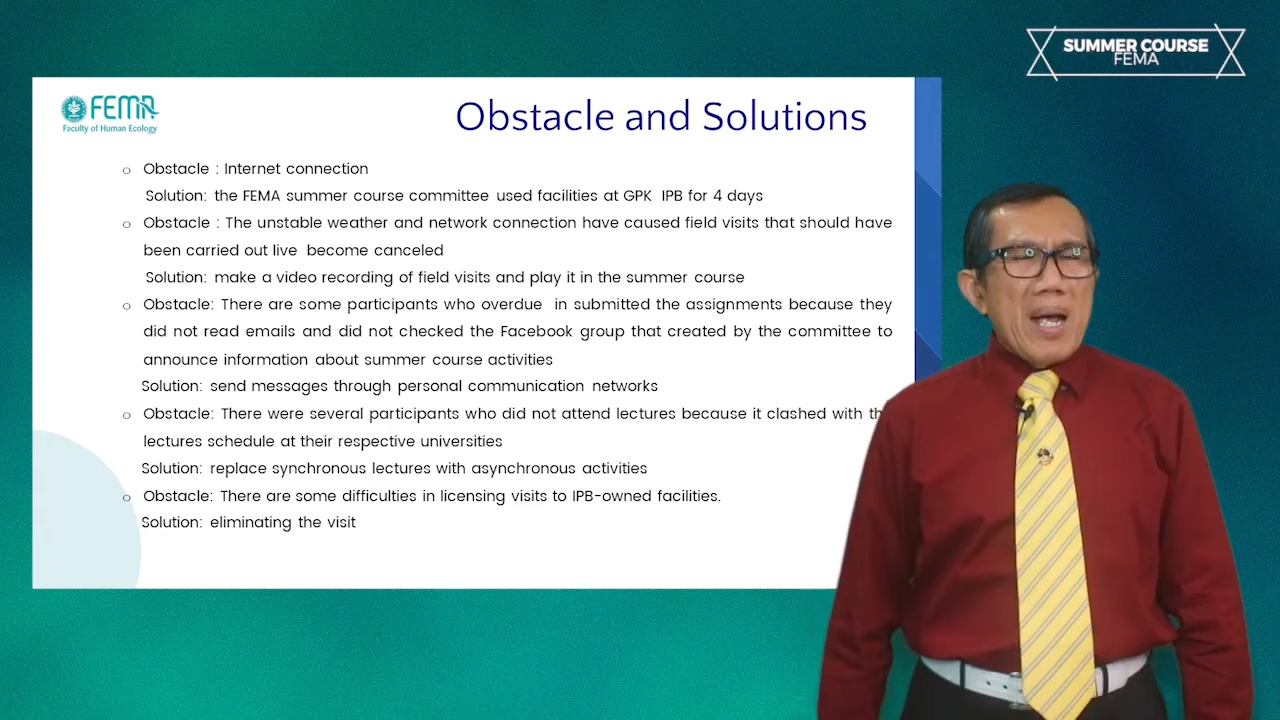 SUMMER COURSE
FEMA
FEMA
Faculty of Human Ecology
Obstacle and Solutions
Obstacle : Internet connection
Solution: the FEMA summer course committee used facilities at GPK IPB for 4 days
Obstacle : The unstable weather and network connection have caused field visits that should have
been carried out live become canceled
Solution: make a video recording of field visits and play it in the summer course
Obstacle: There are some participants who overdue in submitted the assignments because they
did not read emails and did not checked the Facebook group that created by the committee to
announce information about summer course activities
Solution: send messages through personal communication networks
Obstacle: There were several participants who did not attend lectures because it clashed with
lectures schedule at their respective universities
Solution: replace synchronous lectures with asynchronous activities
Obstacle: There are some difficulties in licensing visits to IPB-owned facilities.
Solution: eliminating the visit